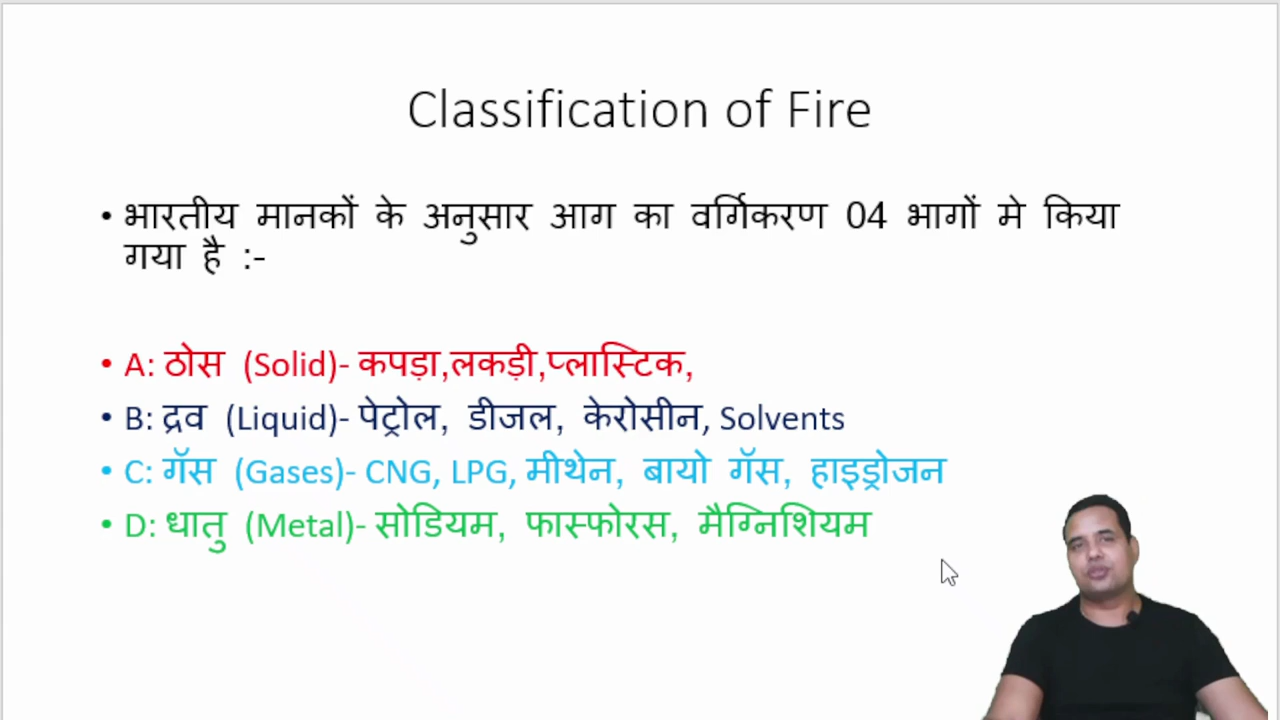 Classification of Fire
• भारतीय मानकों के अनुसार आग का वर्गिकरण 04 भागों मे किया
गया है :-
• A: ठोस (Solid)- कपड़ा,लकड़ी,प्लास्टिक,
• B: द्रव (Liquid)- पेट्रोल, डीजल, केरोसीन, Solvents
• C: गॅस (Gases)- CNG, LPG, मीथेन, बायो गॅस, हाइड्रोजन
• D: धातु (Metal)- सोडियम, फास्फोरस, मैग्निशियम